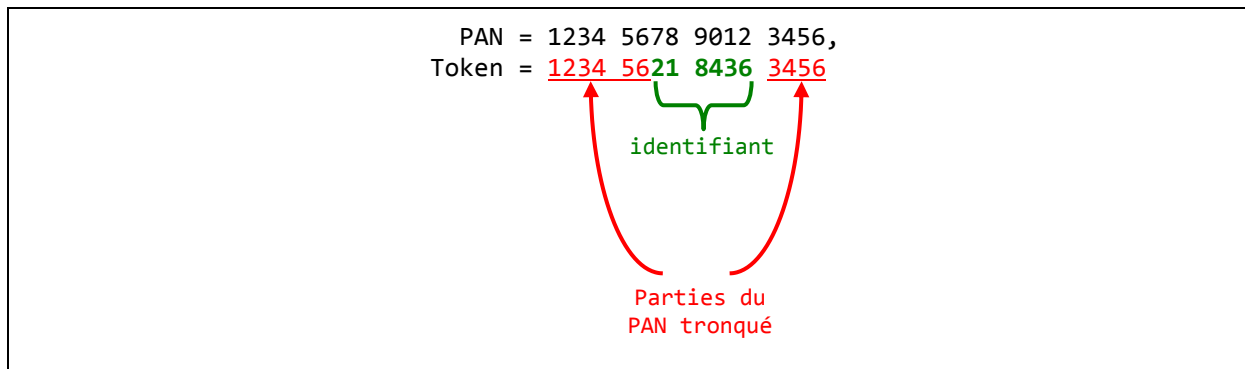 PAN = 1234 5678 9012 3456,
Token = 1234 5621 8436 3456
identifiant
Parties du
PAN tronqué